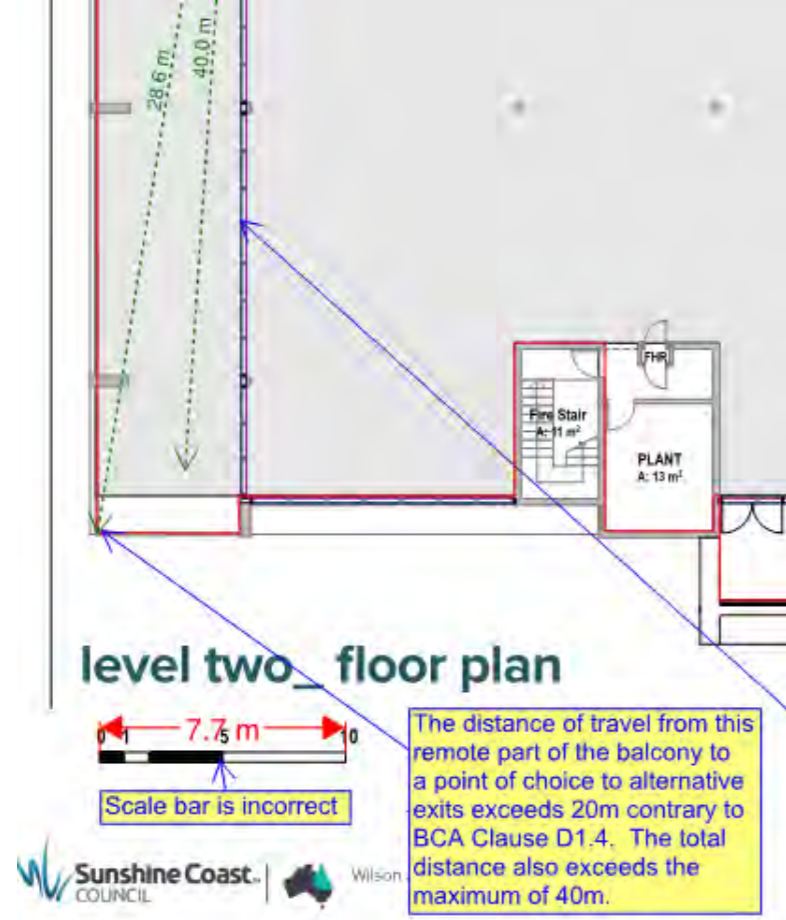 28.6 m
40.0 m
FHR
Fire Stair
A: 11 m²
PLANT
A: 13 m²
level two_ floor plan
7.7 m
0 1 5 10
Scale bar is incorrect
The distance of travel from this
remote part of the balcony to
a point of choice to alternative
exits exceeds 20m contrary to
BCA Clause D1.4. The total
distance also exceeds the
maximum of 40m.
Sunshine Coast
COUNCIL
Wilson